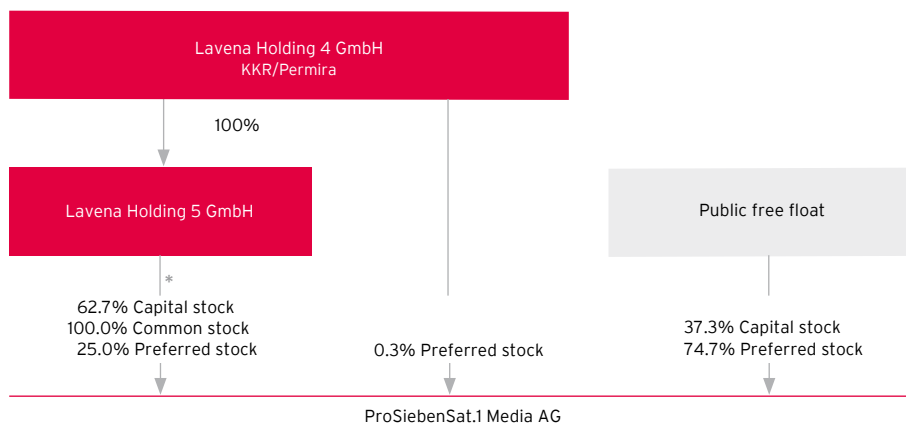 Lavena Holding 4 GmbH
KKR/Permira
100%
Lavena Holding 5 GmbH
Public free float
*
62.7% Capital stock
100.0% Common stock
25.0% Preferred stock
0.3% Preferred stock
37.3% Capital stock
74.7% Preferred stock
ProSiebenSat.1 Media AG